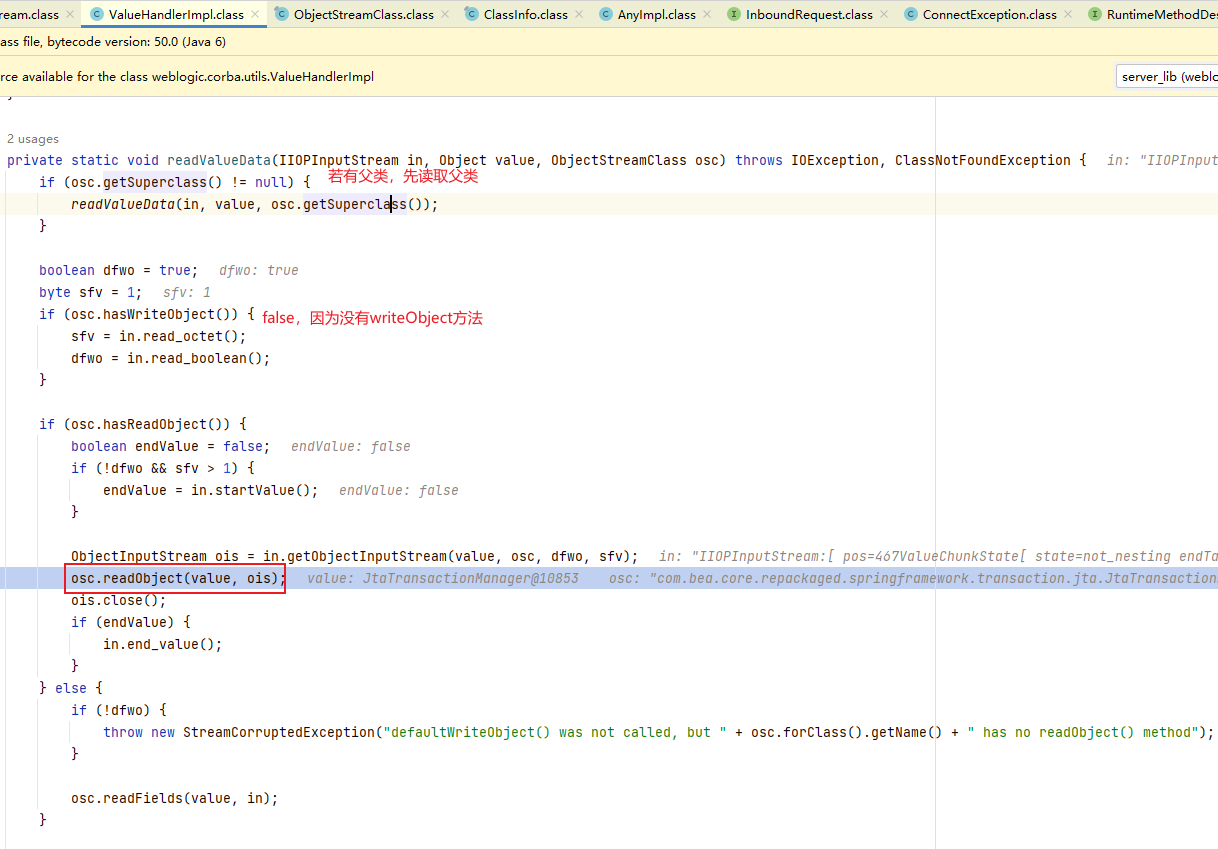 ream.class ValueHandlerImpl.class ObjectStreamClass.class ClassInfo.class AnyImpl.class InboundRequest.class ConnectException.class RuntimeMethodDes
ass file, bytecode version: 50.0 (Java 6)
rce available for the class weblogic.corba.utils.ValueHandlerImpl server_lib (weblo
2 usages
private static void readValueData(IIOPInputStream in, Object value, ObjectStreamClass osc) throws IOException, ClassNotFoundException { in: "IIOPInput
if (osc.getSuperclass() != null) { 若有父类，先读取父类
readValueData(in, value, osc.getSuperclass());
}
boolean dfwo = true; dfwo: true
byte sfv = 1; sfv: 1
if (osc.hasWriteObject()) { false，因为没有writeObject方法
sfv = in.read_octet();
dfwo = in.read_boolean();
}
if (osc.hasReadObject()) {
boolean endValue = false; endValue: false
if (!dfwo && sfv > 1) {
endValue = in.startValue(); endValue: false
}
ObjectInputStream ois = in.getObjectInputStream(value, osc, dfwo, sfv); in: "IIOPInputStream:[ pos=467ValueChunkState[ state=not_nesting endTa
osc.readObject(value, ois); value: JtaTransactionManager@10853 osc: "com.bea.core.repackaged.springframework.transaction.jta.JtaTransaction
ois.close();
if (endValue) {
in.end_value();
}
} else {
if (!dfwo) {
throw new StreamCorruptedException("defaultWriteObject() was not called, but " + osc.forClass().getName() + " has no readObject() method");
}
osc.readFields(value, in);
}